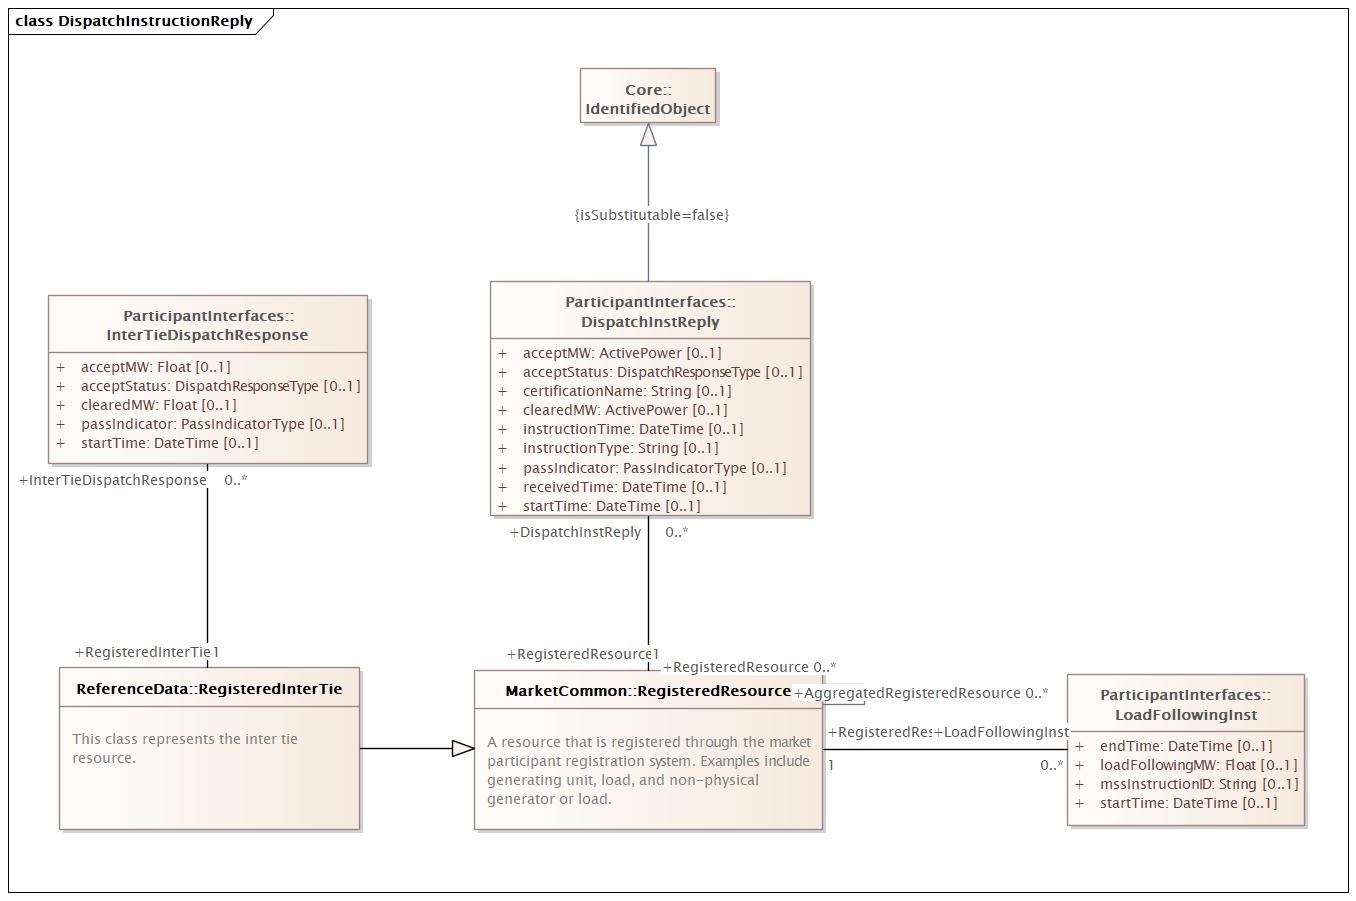 class DispatchInstructionReply
Core::
IdentifiedObject
{isSubstitutable=false}
ParticipantInterfaces::
InterTieDispatchResponse
+ acceptMW: Float [0..1]
+ acceptStatus: DispatchResponseType [0..1]
+ clearedMW: Float [0..1]
+ passIndicator: PassIndicatorType [0..1]
+ startTime: DateTime [0..1]
+InterTieDispatchResponse 0..*
ParticipantInterfaces::
DispatchInstReply
+ acceptMW: ActivePower [0..1]
+ acceptStatus: DispatchResponseType [0..1]
+ certificationName: String [0..1]
+ clearedMW: ActivePower [0..1]
+ instructionTime: DateTime [0..1]
+ instructionType: String [0..1]
+ passIndicator: PassIndicatorType [0..1]
+ receivedTime: DateTime [0..1]
+ startTime: DateTime [0..1]
+DispatchInstReply 0..*
+RegisteredInterTie 1
ReferenceData::RegisteredInterTie
This class represents the inter tie
resource.
+RegisteredResource 1
+RegisteredResource 0..*
MarketCommon::RegisteredResource
+AggregatedRegisteredResource 0..*
A resource that is registered through the market
participant registration system. Examples include
generating unit, load, and non-physical
generator or load.
+LoadFollowingInst
1 0..*
ParticipantInterfaces::
LoadFollowingInst
+ endTime: DateTime [0..1]
+ loadFollowingMW: Float [0..1]
+ mssInstructionID: String [0..1]
+ startTime: DateTime [0..1]